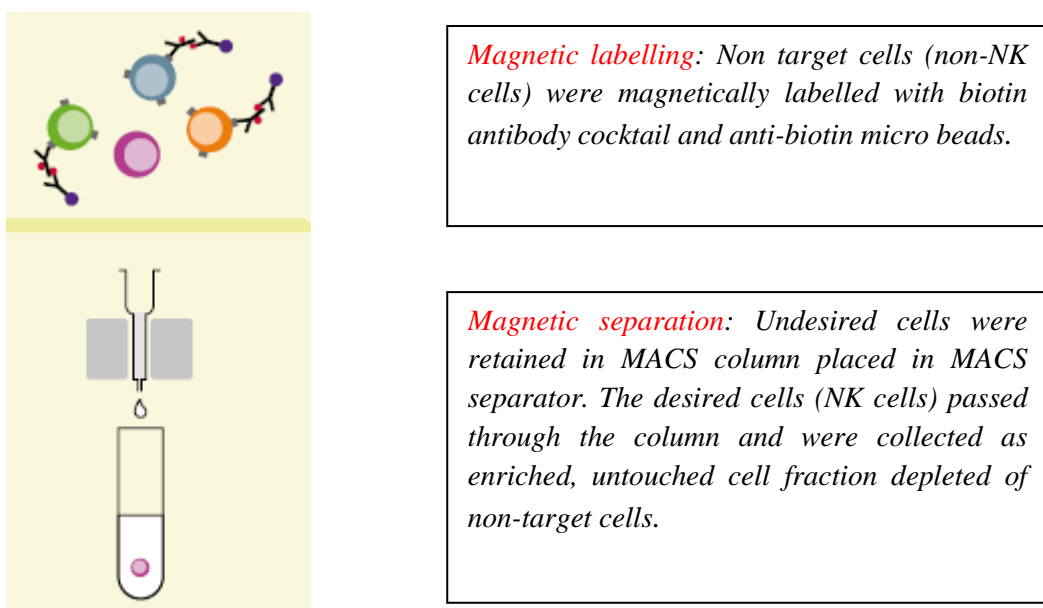 Magnetic labelling: Non target cells (non-NK
cells) were magnetically labelled with biotin
antibody cocktail and anti-biotin micro beads.
Magnetic separation: Undesired cells were
retained in MACS column placed in MACS
separator. The desired cells (NK cells) passed
through the column and were collected as
enriched, untouched cell fraction depleted of
non-target cells.